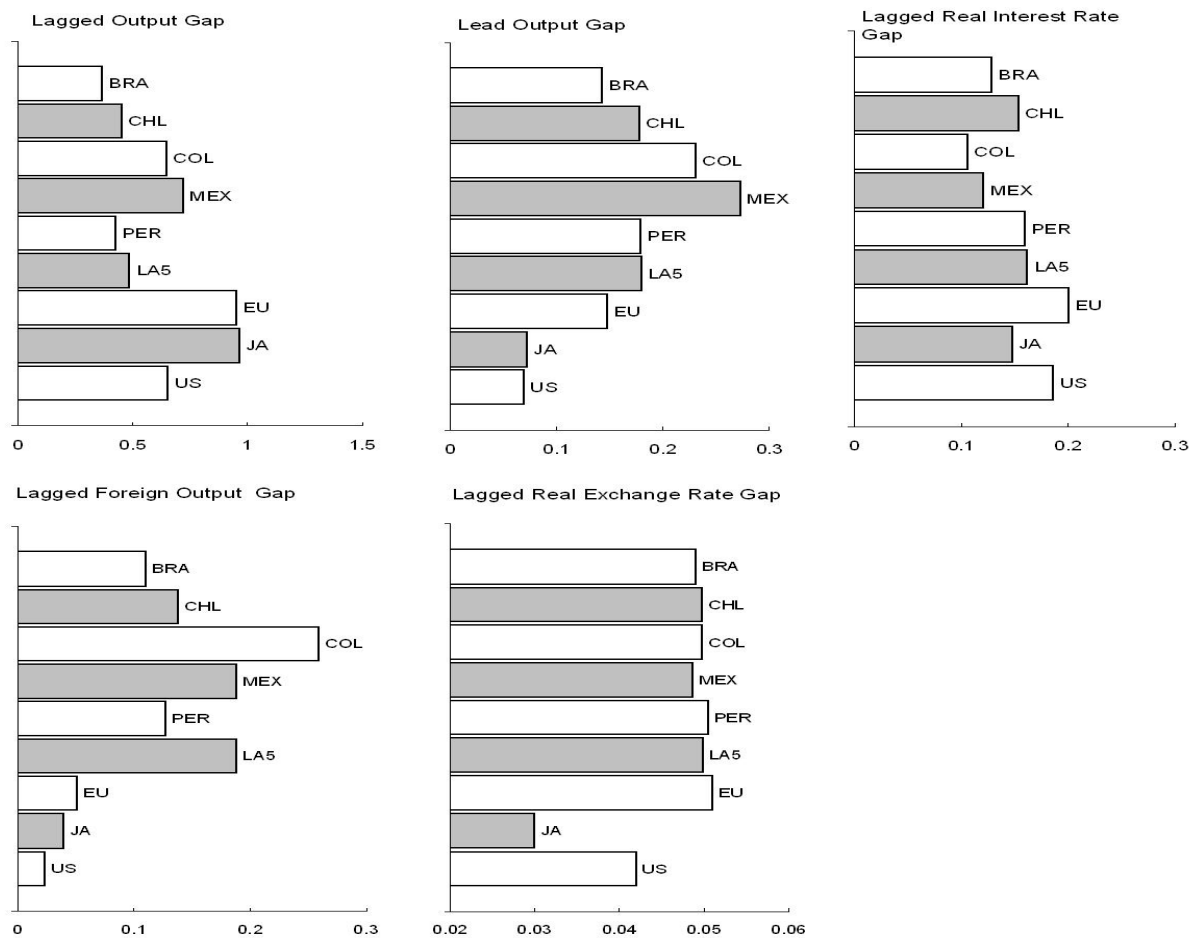 Lagged Output Gap
BRA
CHL
COL
MEX
PER
LA5
EU
JA
US
0 0.5 1 1.5
Lead Output Gap
BRA
CHL
COL
MEX
PER
LA5
EU
JA
US
0 0.1 0.2 0.3
Lagged Real Interest Rate
Gap
BRA
CHL
COL
MEX
PER
LA5
EU
JA
US
0 0.1 0.2 0.3
Lagged Foreign Output Gap
BRA
CHL
COL
MEX
PER
LA5
EU
JA
US
0 0.1 0.2 0.3
Lagged Real Exchange Rate Gap
BRA
CHL
COL
MEX
PER
LA5
EU
JA
US
0.02 0.03 0.04 0.05 0.06